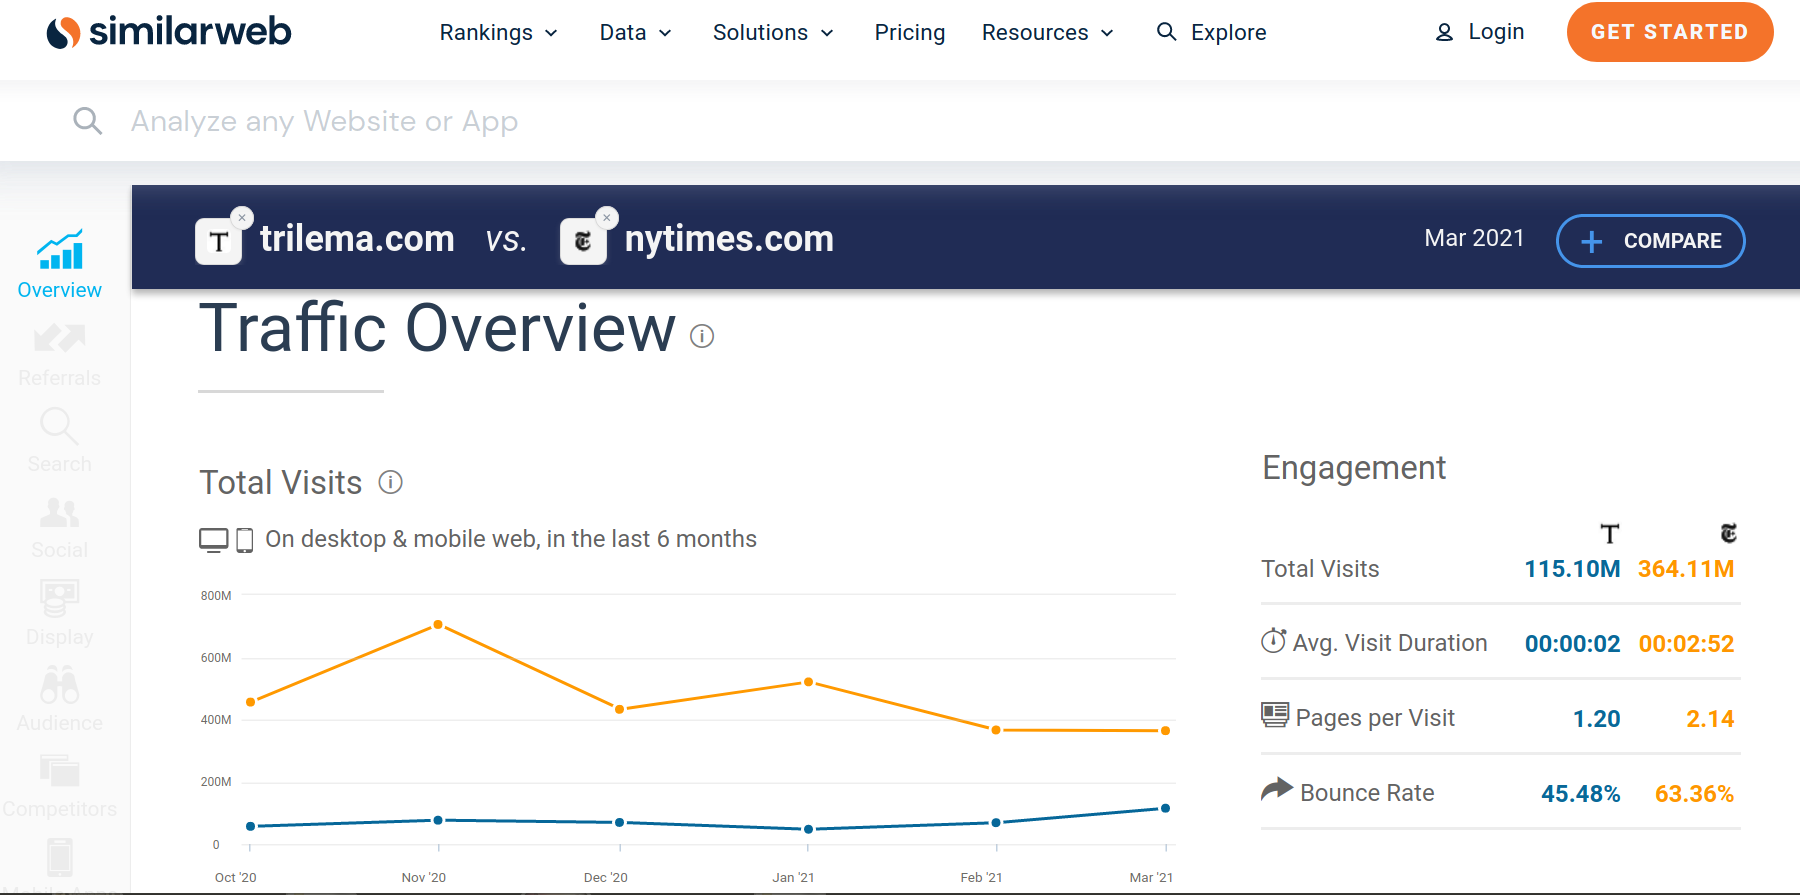 similarweb Rankings Data Solutions Pricing Resources Explore Login GET STARTED
Analyze any Website or App
T trilema.com vs. nytimes.com Mar 2021 + COMPARE
Overview
Referrals
Search
Social
Display
Audience
Competitors
Traffic Overview
Total Visits
On desktop & mobile web, in the last 6 months
800M
600M
400M
200M
0
Oct '20 Nov '20 Dec '20 Jan '21 Feb '21 Mar '21
Engagement
T
Total Visits 115.10M 364.11M
Avg. Visit Duration 00:00:02 00:02:52
Pages per Visit 1.20 2.14
Bounce Rate 45.48% 63.36%